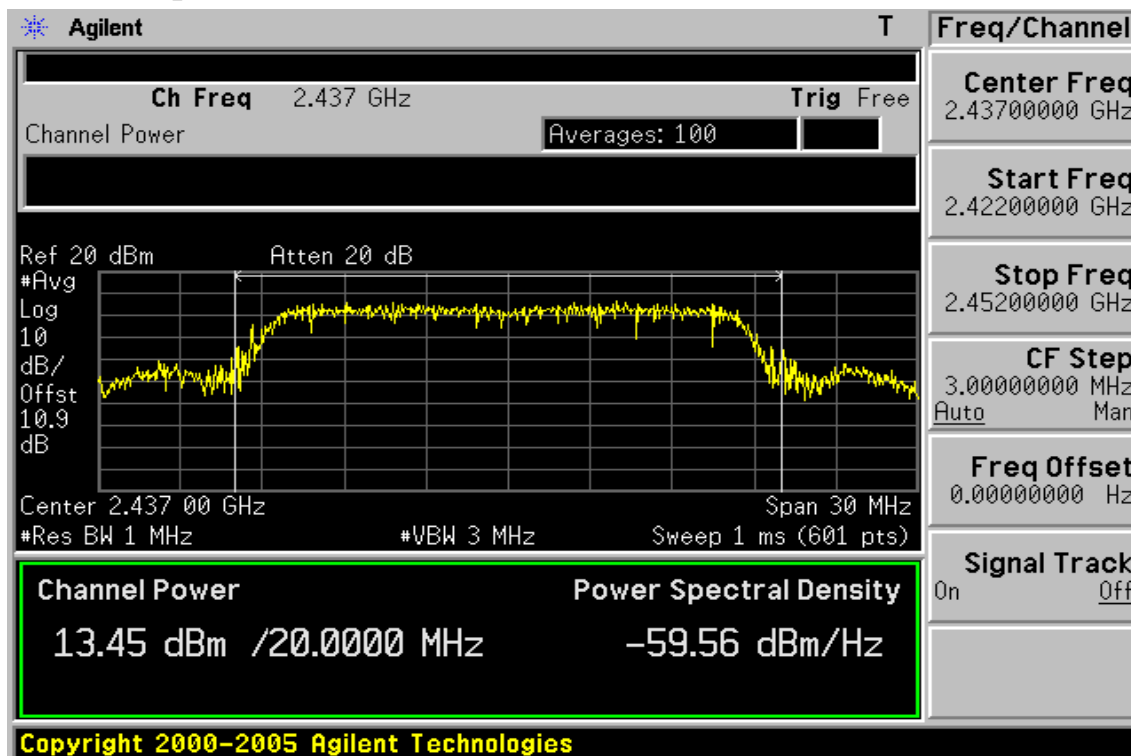 Agilent T Freq/Channel
Ch Freq 2.437 GHz Trig Free
Channel Power Averages: 100
Ref 20 dBm Atten 20 dB
#Avg
Log
10
dB/
Offst
10.9
dB
Center 2.437 00 GHz Span 30 MHz
#Res BW 1 MHz #VBW 3 MHz Sweep 1 ms (601 pts)
Channel Power Power Spectral Density
13.45 dBm /20.0000 MHz -59.56 dBm/Hz
Center Freq
2.43700000 GHz
Start Freq
2.42200000 GHz
Stop Freq
2.45200000 GHz
CF Step
3.00000000 MHz
Auto Man
Freq Offset
0.00000000 Hz
Signal Track
On Off
Copyright 2000-2005 Agilent Technologies